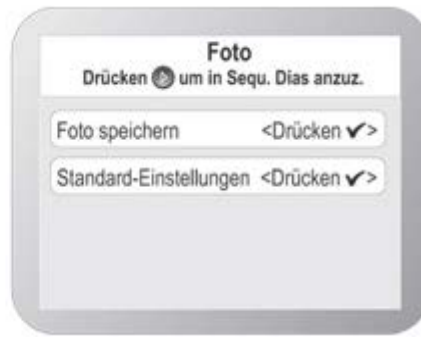 Foto
Drücken um in Sequ. Dias anzuz.
Foto speichern <Drücken ✔>
Standard-Einstellungen <Drücken ✔>